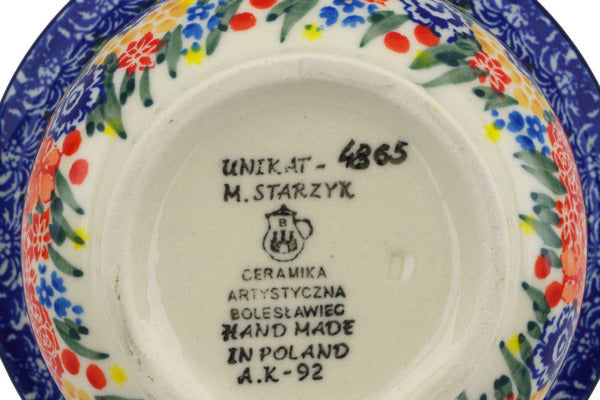 UNIKAT - 4865
M. STARZYK
B
CERAMIKA
ARTYSTYCZNA
BOLESŁAWIEC
HAND MADE
IN POLAND
A.K-92